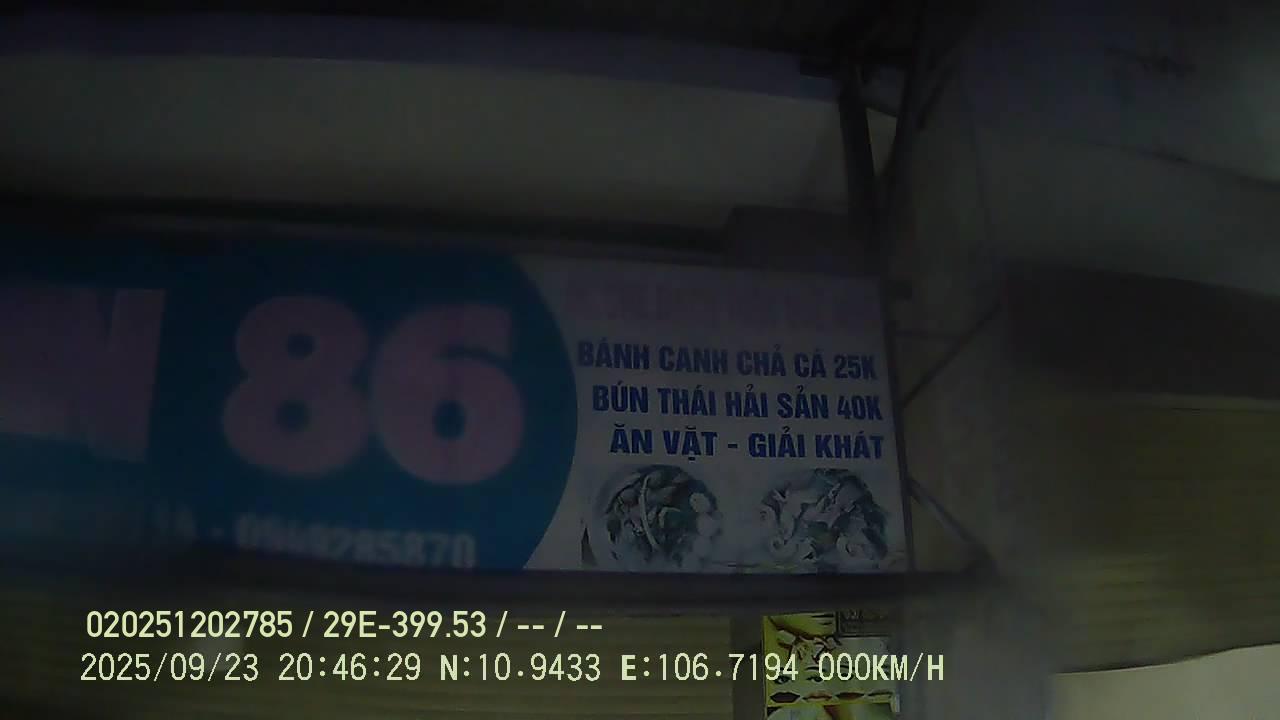 N 86
BÁNH CANH CHẢ CÁ 25K
BÚN THÁI HẢI SẢN 40K
ĂN VẶT - GIẢI KHÁT
020251202785 / 29E-399.53 / -- / --
2025/09/23 20:46:29 N:10.9433 E:106.7194 000KM/H